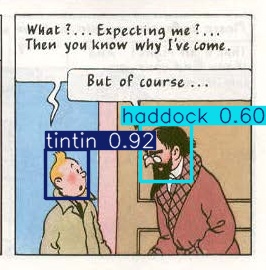 What ?... Expecting me ?...
Then you know why I've come.
But of course ...
haddock 0.60
tintin 0.92